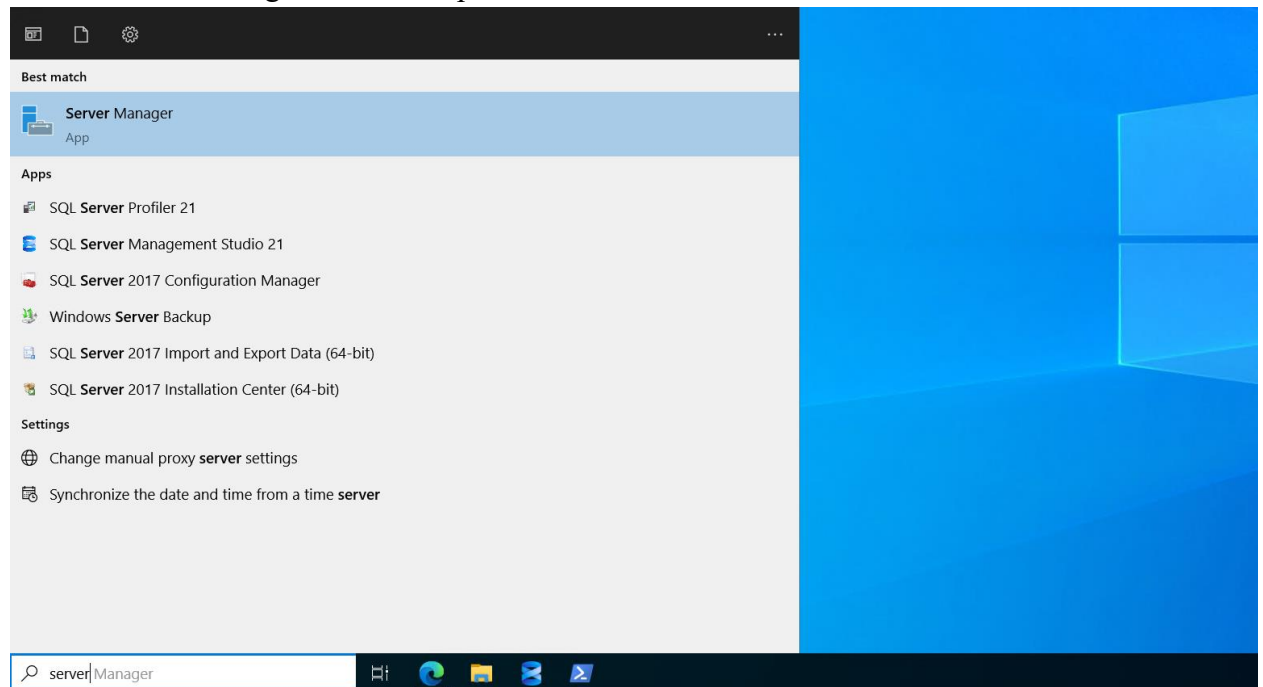 ...
Best match
Server Manager
App
Apps
SQL Server Profiler 21
SQL Server Management Studio 21
SQL Server 2017 Configuration Manager
Windows Server Backup
SQL Server 2017 Import and Export Data (64-bit)
SQL Server 2017 Installation Center (64-bit)
Settings
Change manual proxy server settings
Synchronize the date and time from a time server
server Manager